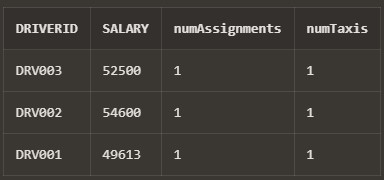 DRIVERID SALARY numAssignments numTaxis
DRV003 52500 1 1
DRV002 54600 1 1
DRV001 49613 1 1